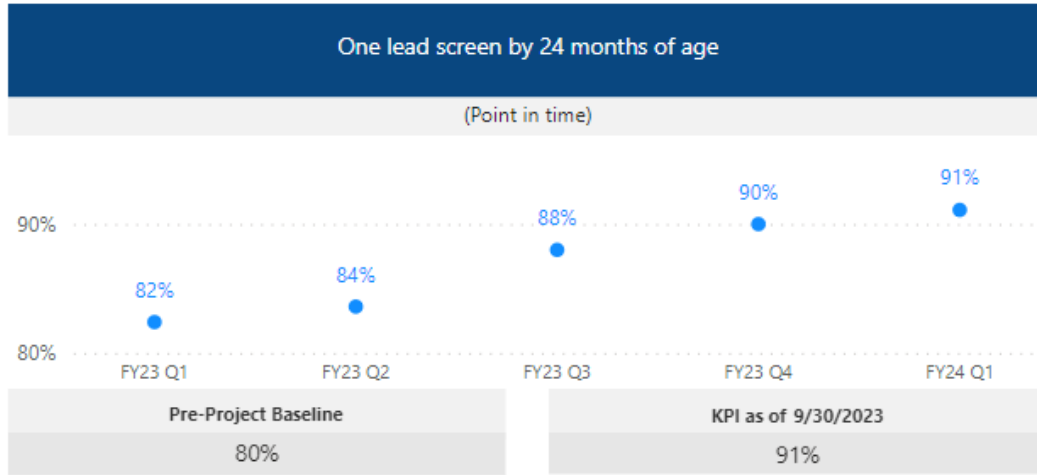 One lead screen by 24 months of age
(Point in time)
91%
90%
88%
90%
84%
82%
80%
FY23 Q1 FY23 Q2 FY23 Q3 FY23 Q4 FY24 Q1
Pre-Project Baseline KPI as of 9/30/2023
80% 91%